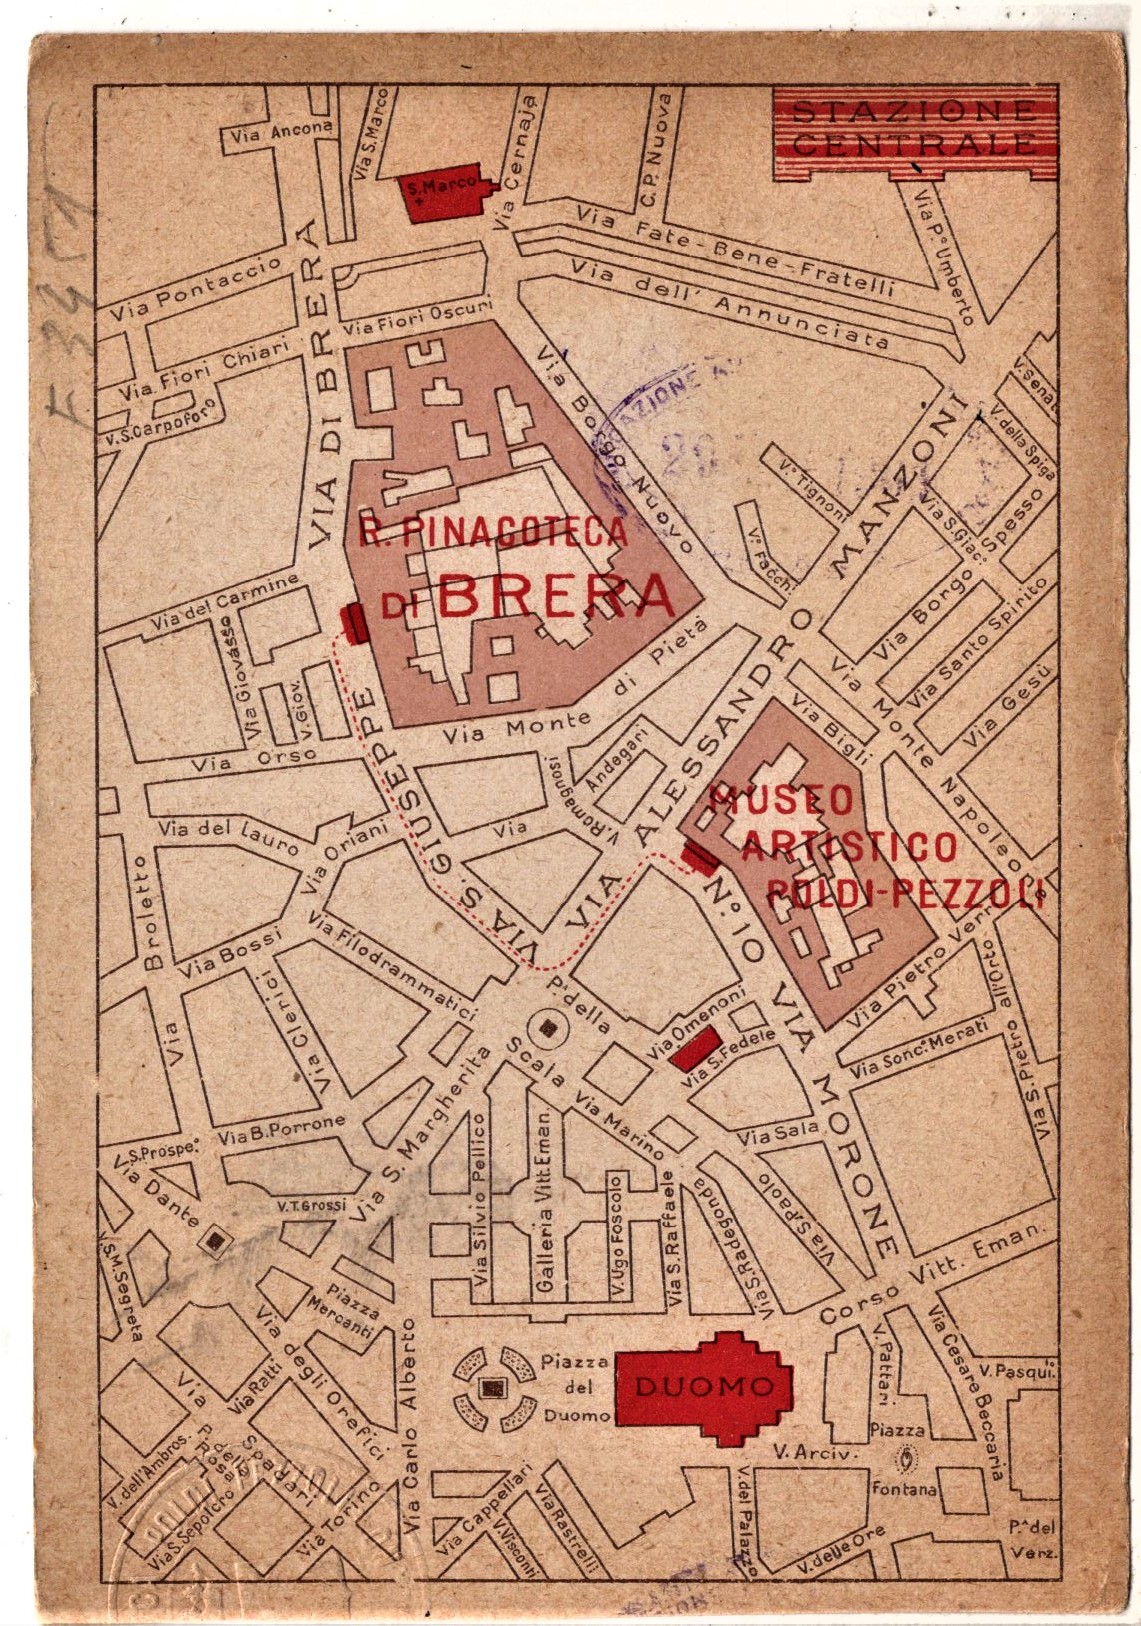 STAZIONE
CENTRALE
Via Ancona
Via S. Marco
S. Marco
Via Cernaja
C. P. Nuova
Via Fate-Bene-Fratelli
Via P.e Umberto
Via dell' Annunciata
Via Pontaccio
VIA DI BRERA
Via Fiori Oscuri
Via Fiori Chiari
V. S. Carpoforo
Via Borgo Nuovo
V. Senato
V. della Spiga
Via S. Giac.o
Spesso
V.o Tignoni
V.o Facch.
VIA ALESSANDRO MANZONI
Via Borgo
Via Santo Spirito
Via Gesù
R. PINACOTECA
DI BRERA
Via del Carmine
Via Giovasso
V. Giov.
Via Orso
Via Monte di Pietà
Via Monte Napoleone
Via Bigli
Andegari
V. Romagnosi
Via
VIA S. GIUSEPPE
MUSEO
ARTISTICO
POLDI-PEZZOLI
N.o 10
VIA MORONE
Via del Lauro
Via Oriani
Via Broletto
Via Bossi
Via Filodrammatici
Via Clerici
P. della
Scala
Via Omenoni
Via S. Fedele
Via Pietro Verri
Via Sonc.o Merati
Via S. Pietro all'Orto
Via S. Margherita
Via Marino
Via Sala
Via B. Porrone
S. Prospe.o
Via Dante
V. T. Grossi
Via Silvio Pellico
Galleria Vitt. Eman.
V. Ugo Foscolo
Via S. Raffaele
Via S. Radegonda
Via S. Paolo
Corso Vitt. Eman.
V. S. M. Segreta
Piazza
Mercanti
Via degli Orefici
Via Ratti
Via Carlo Alberto
Piazza
del
Duomo
DUOMO
V. Pattari
Via Cesare Beccaria
V. Pasqui.
V. Arciv.
Piazza
Fontana
Via
P. della
Rosa
Spadari
V. dell'Ambros.
Via S. Sepolcro
Via Torino
Via Cappellari
V. Visconti
Via Rastrelli
V. del Palazzo
V. delle Ore
P.a del
Verz.